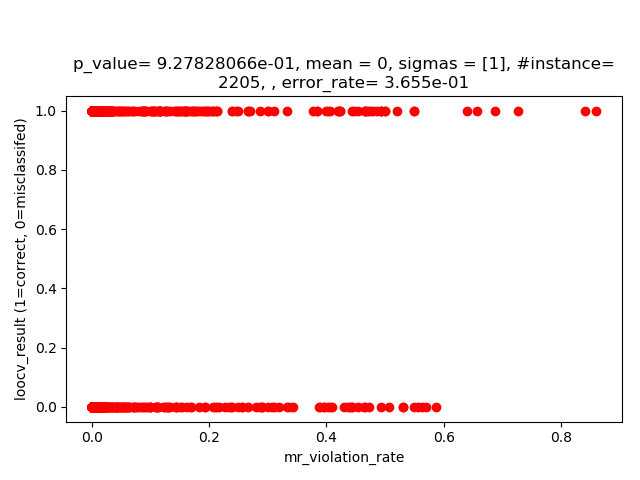 p_value= 9.27828066e-01, mean = 0, sigmas = [1], #instance=
2205, , error_rate= 3.655e-01
1.0
0.8
0.6
0.4
0.2
0.0
loocv_result (1=correct, 0=misclassifed)
0.0 0.2 0.4 0.6 0.8
mr_violation_rate